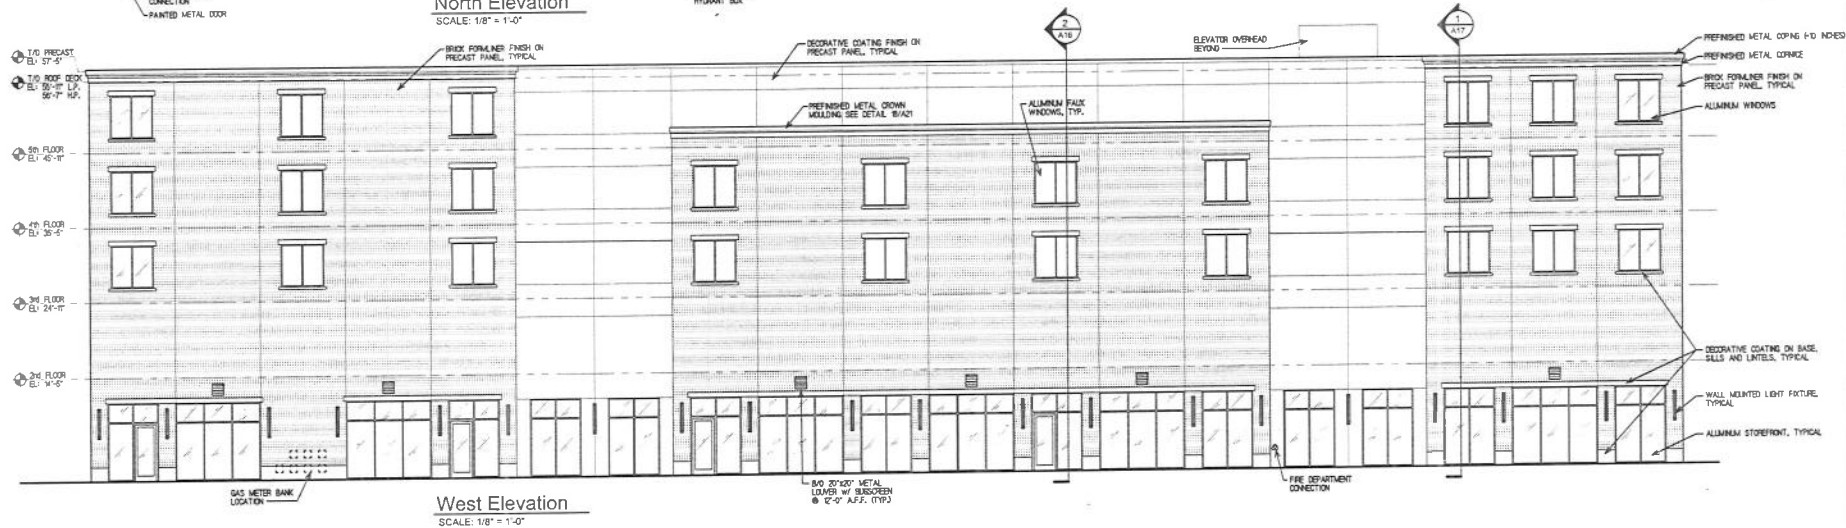 CONNECTION
PAINTED METAL DOOR
North Elevation
SCALE: 1/8" = 1'-0"
HYDRANT BOX
T/O PRECAST
EL: 57'-5"
T/O ROOF DECK
EL: 55'-11" L.P.
56'-7" H.P.
5th FLOOR
EL: 45'-11"
4th FLOOR
EL: 35'-5"
3rd FLOOR
EL: 24'-11"
2nd FLOOR
EL: 14'-5"
BRICK FORMLINER FINISH ON
PRECAST PANEL, TYPICAL
DECORATIVE COATING FINISH ON
PRECAST PANEL, TYPICAL
PREFINISHED METAL CROWN
MOULDING SEE DETAIL 18/A21
ALUMINUM FAUX
WINDOWS, TYP.
2
A16
ELEVATOR OVERHEAD
BEYOND
1
A17
PREFINISHED METAL COPING (+10 INCHES)
PREFINISHED METAL CORNICE
BRICK FORMLINER FINISH ON
PRECAST PANEL, TYPICAL
ALUMINUM WINDOWS
DECORATIVE COATING ON BASE,
SILLS AND LINTELS, TYPICAL
WALL MOUNTED LIGHT FIXTURE,
TYPICAL
ALUMINUM STOREFRONT, TYPICAL
GAS METER BANK
LOCATION
B/O 20"x20" METAL
LOUVER W/ BUGSCREEN
@ 12'-0" A.F.F. (TYP.)
FIRE DEPARTMENT
CONNECTION
West Elevation
SCALE: 1/8" = 1'-0"